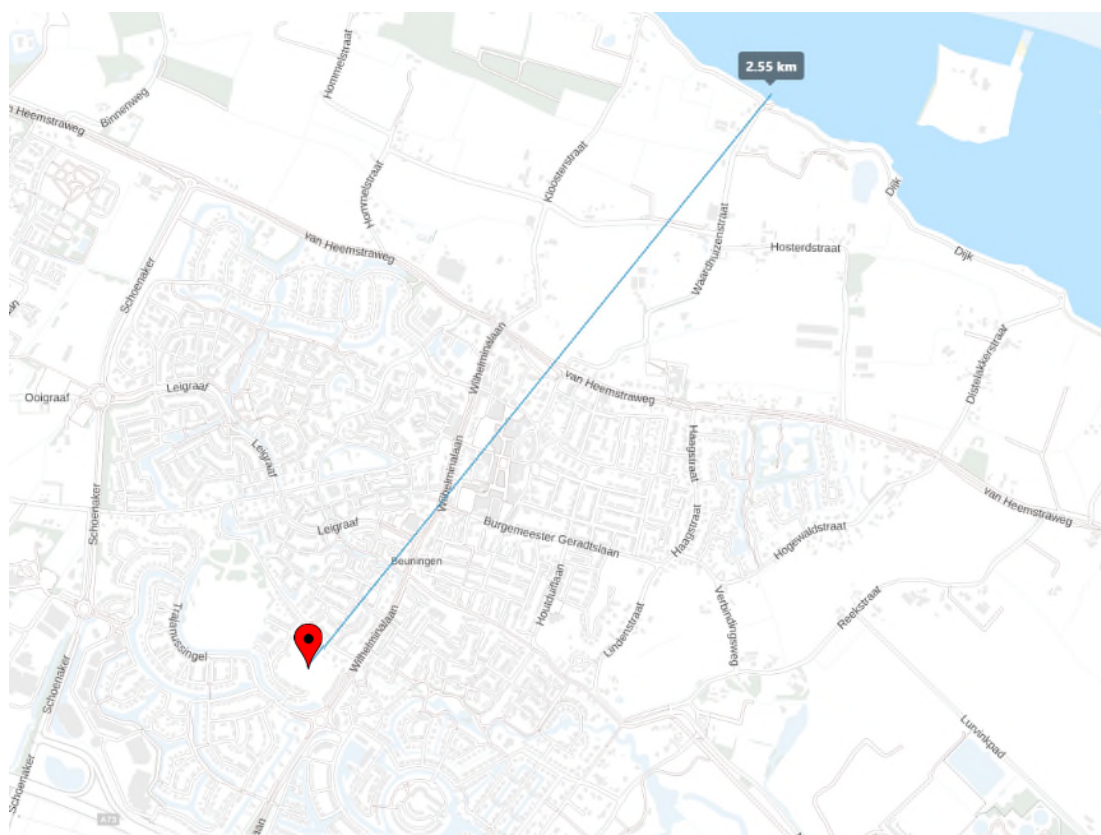 2.55 km
Hommelstraat
Binnenweg
van Heemstraweg
Kloosterstraat
Hommelstraat
Dijk
Waardhuizenstraat
Hosterdstraat
Dijk
van Heemstraweg
Schoenaker
Wilhelminalaan
Distelakkerstraat
van Heemstraweg
Leigraaf
Ooigraaf
Leigraaf
Wilhelminalaan
Haagstraat
Schoenaker
Leigraaf
Burgemeester Geradtslaan
Haagstraat
Hogewaldstraat
van Heemstraweg
Beuningen
Houtduiflaan
Verbindingsweg
Reekstraat
Trajanussingel
Wilhelminalaan
Lindenstraat
Schoenaker
Lurvinkpad
Schoenaker
A73